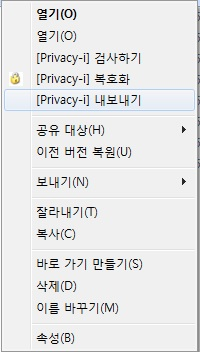 열기(O)
열기(O)
[Privacy-i] 검사하기
[Privacy-i] 복호화
[Privacy-i] 내보내기
공유 대상(H)
이전 버전 복원(U)
보내기(N)
잘라내기(T)
복사(C)
바로 가기 만들기(S)
삭제(D)
이름 바꾸기(M)
속성(B)